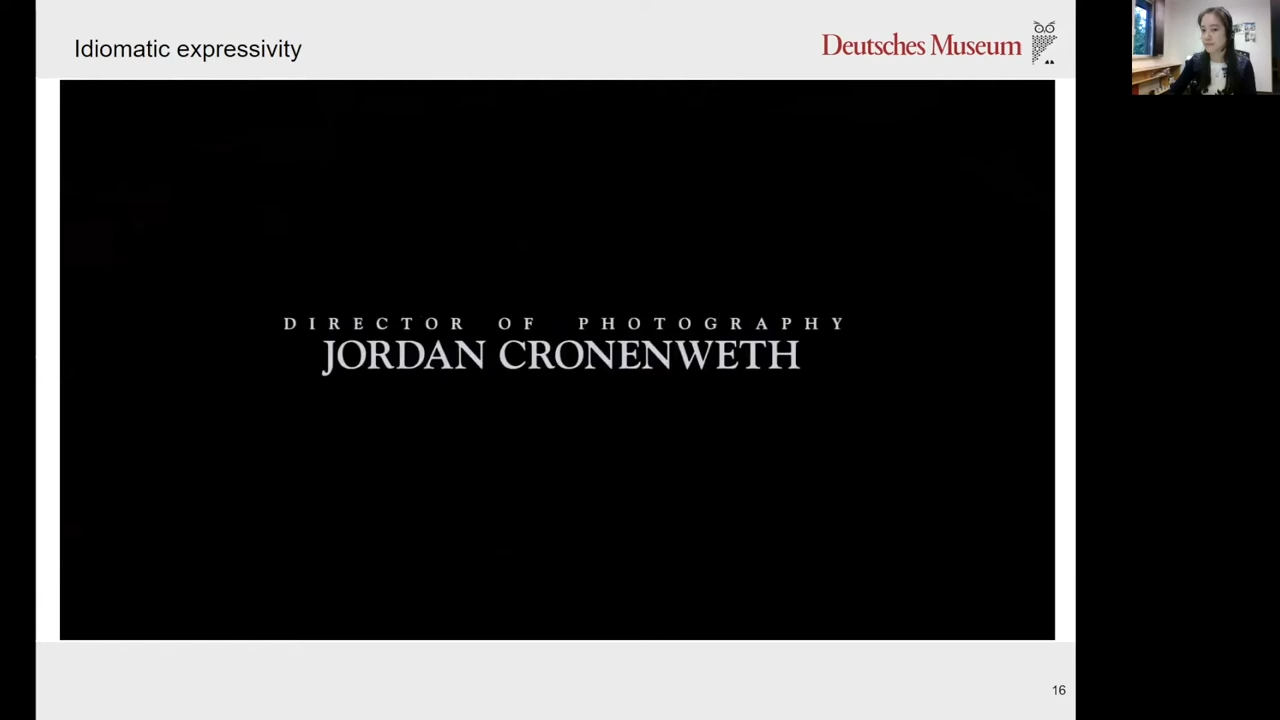 Idiomatic expressivity
Deutsches Museum
DIRECTOR OF PHOTOGRAPHY
JORDAN CRONENWETH
16